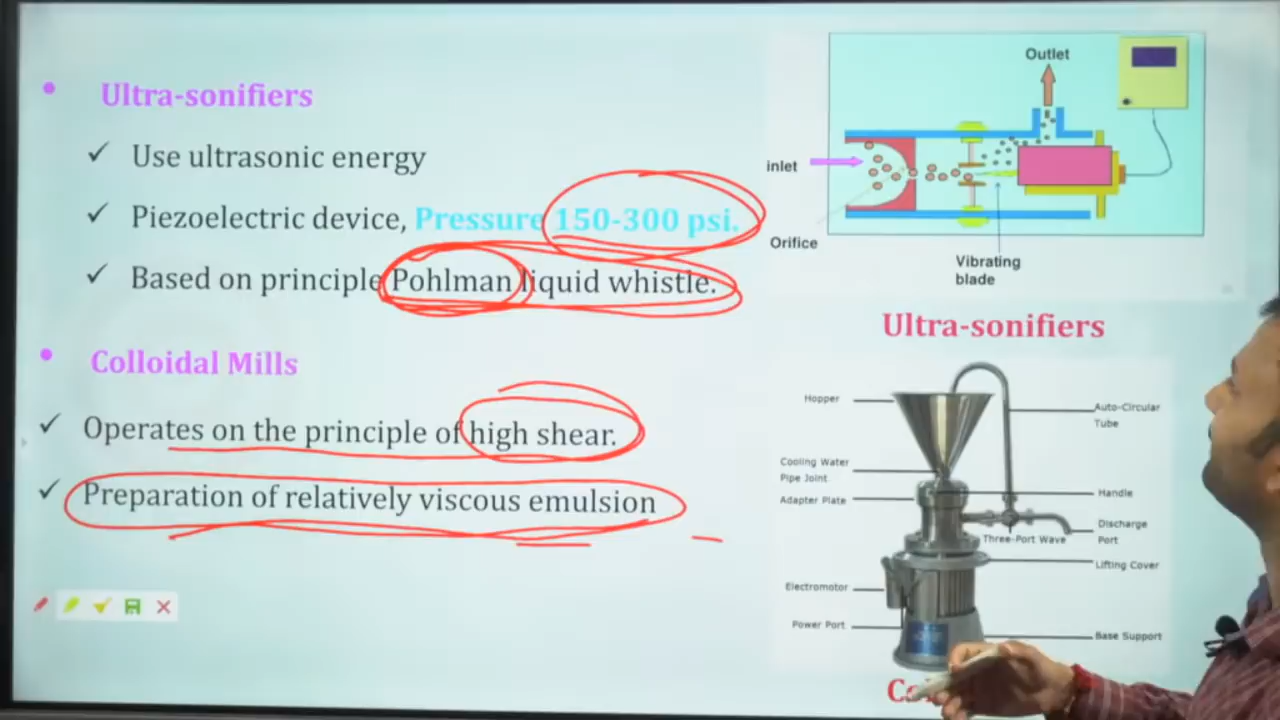 Ultra-sonifiers
Use ultrasonic energy
Piezoelectric device, Pressure 150-300 psi.
Based on principle Pohlman liquid whistle.
Colloidal Mills
Operates on the principle of high shear.
Preparation of relatively viscous emulsion
Outlet
inlet
Orifice
Vibrating
blade
Ultra-sonifiers
Hopper
Auto-Circular
Tube
Cooling Water
Pipe Joint
Adapter Plate
Handle
Discharge
Port
Three-Port Wave
Lifting Cover
Electromotor
Power Port
Base Support